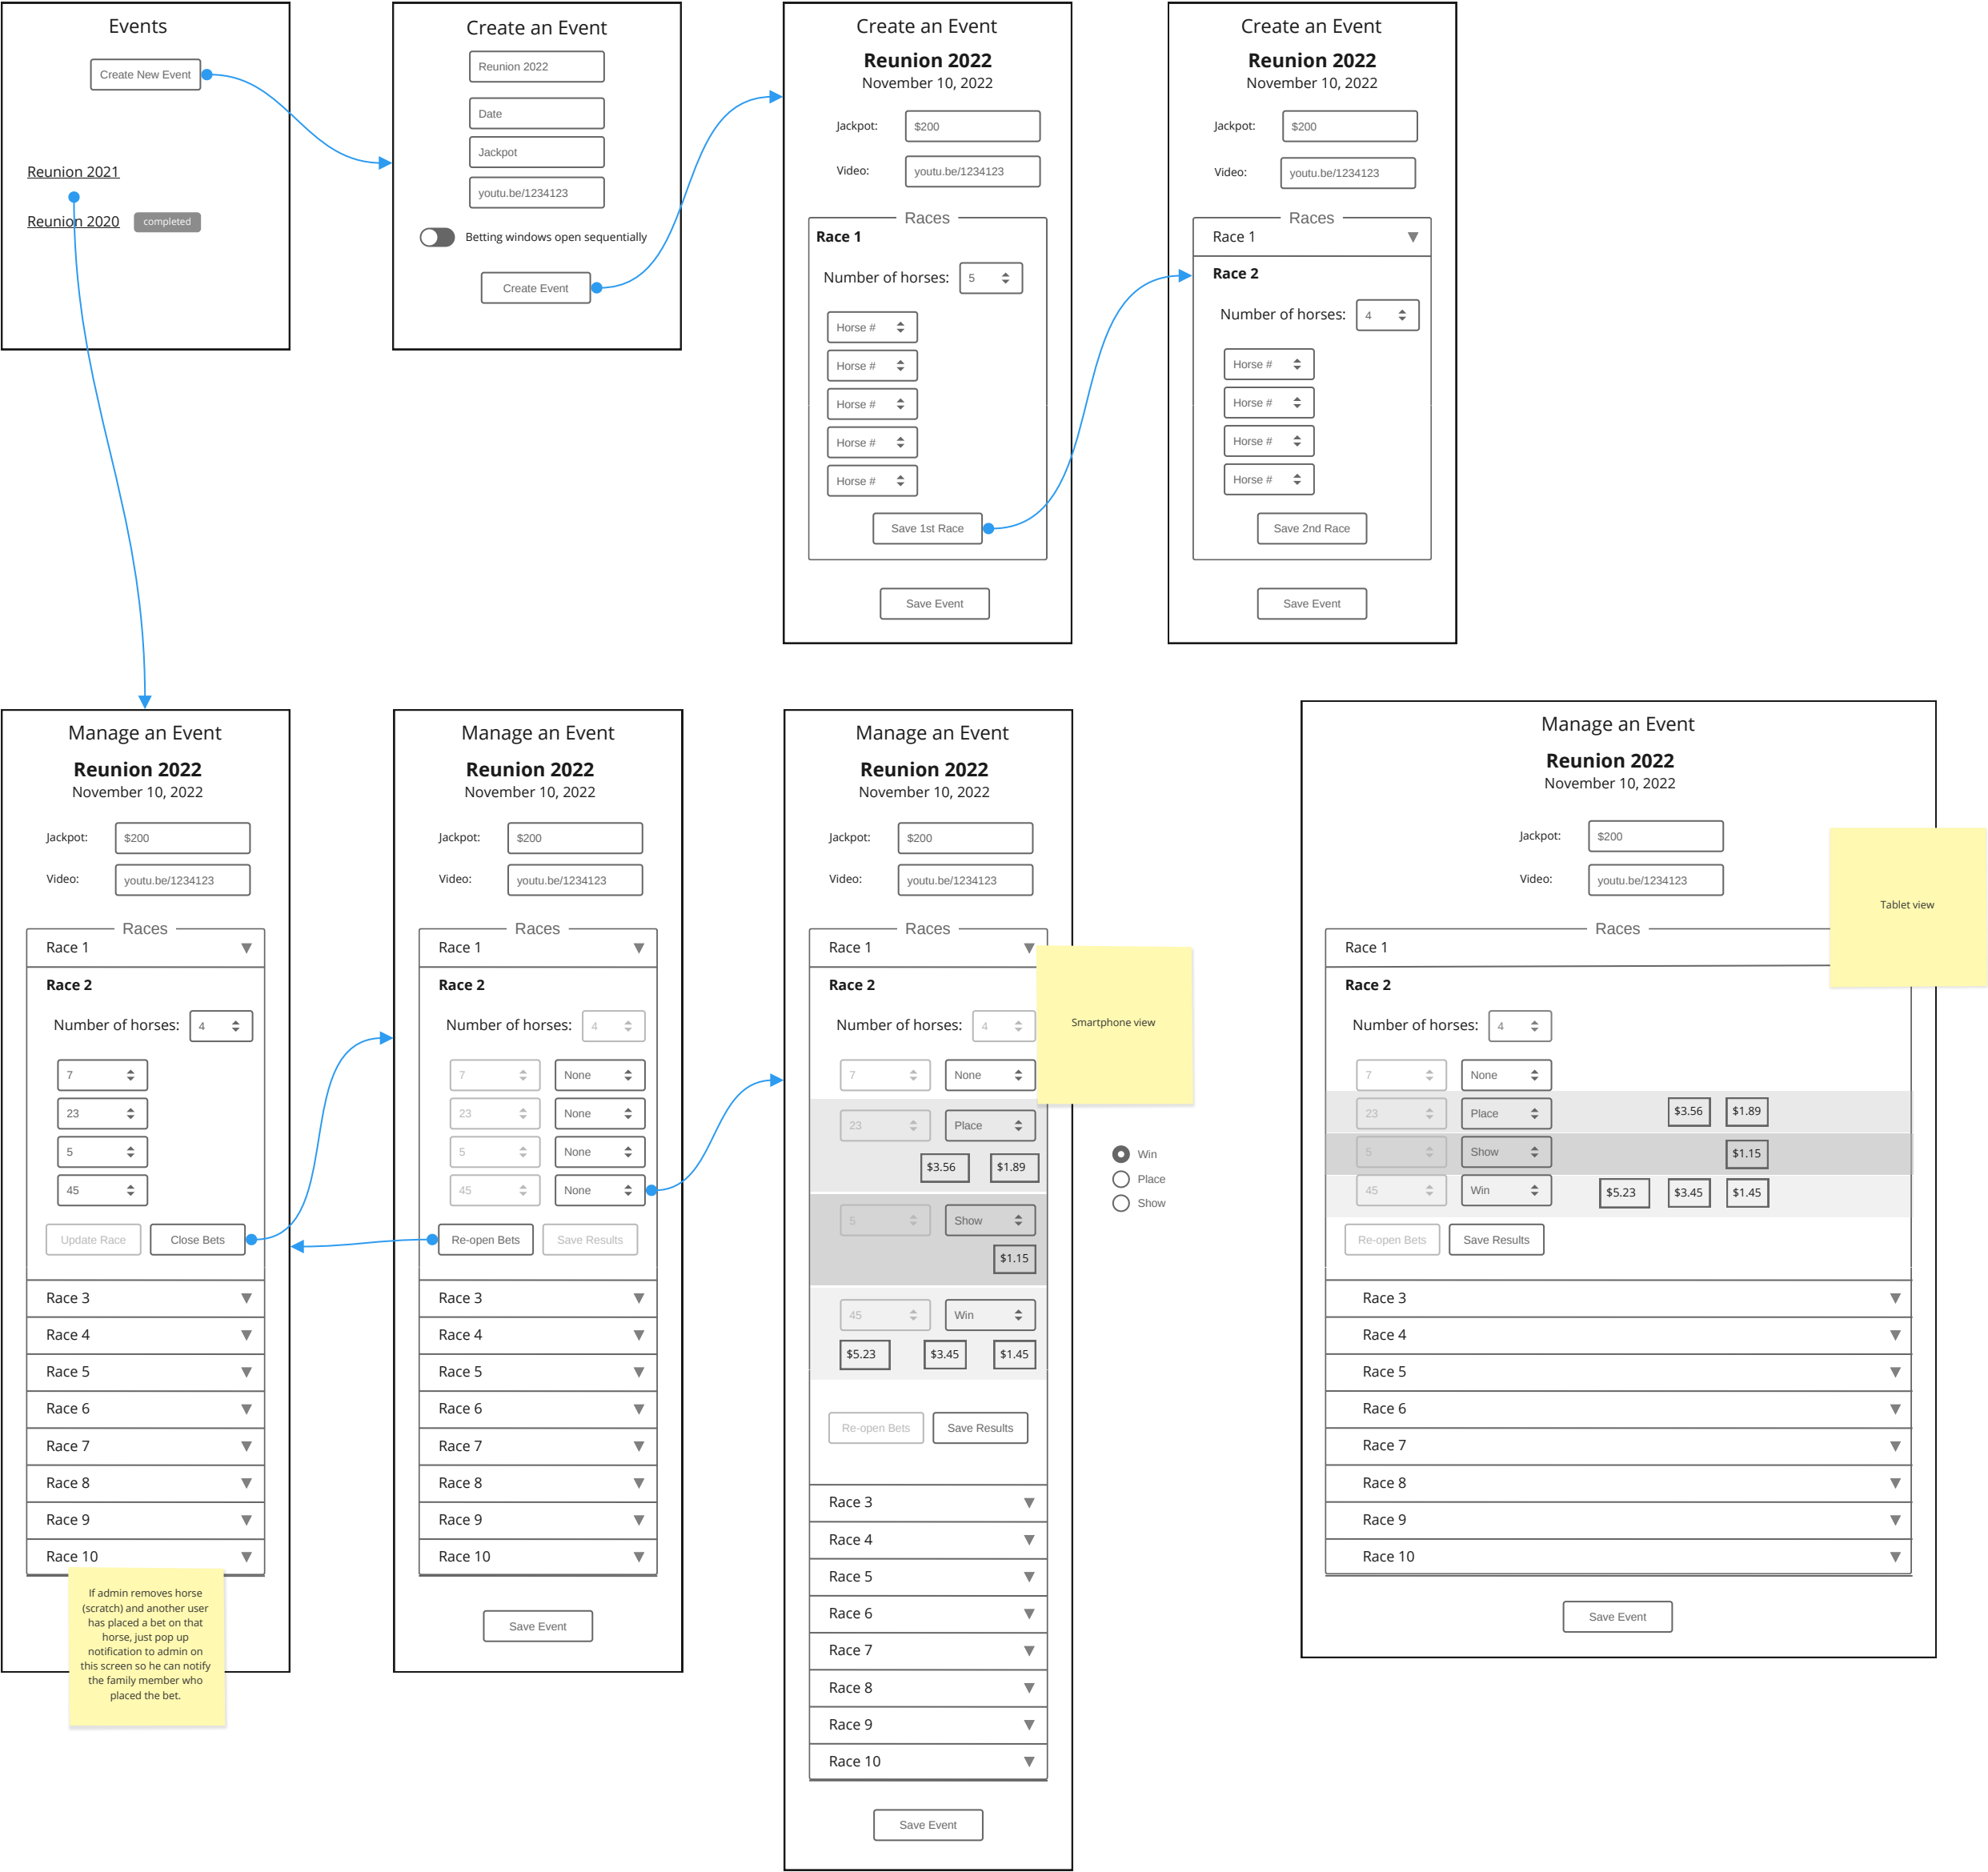 Events
Create New Event
Reunion 2021
Reunion 2020
completed
Create an Event
Reunion 2022
Date
Jackpot
youtu.be/1234123
Betting windows open sequentially
Create Event
Create an Event
Reunion 2022
November 10, 2022
Jackpot:
$200
Video:
youtu.be/1234123
Races
Race 1
Number of horses:
5
Horse #
Horse #
Horse #
Horse #
Horse #
Save 1st Race
Save Event
Create an Event
Reunion 2022
November 10, 2022
Jackpot:
$200
Video:
youtu.be/1234123
Races
Race 1
Race 2
Number of horses:
4
Horse #
Horse #
Horse #
Horse #
Save 2nd Race
Save Event
Manage an Event
Reunion 2022
November 10, 2022
Jackpot:
$200
Video:
youtu.be/1234123
Races
Race 1
Race 2
Number of horses:
4
7
23
5
45
Update Race
Close Bets
Race 3
Race 4
Race 5
Race 6
Race 7
Race 8
Race 9
Race 10
If admin removes horse
(scratch) and another user
has placed a bet on that
horse, just pop up
notification to admin on
this screen so he can notify
the family member who
placed the bet.
Manage an Event
Reunion 2022
November 10, 2022
Jackpot:
$200
Video:
youtu.be/1234123
Races
Race 1
Race 2
Number of horses:
4
7
None
23
None
5
None
45
None
Re-open Bets
Save Results
Race 3
Race 4
Race 5
Race 6
Race 7
Race 8
Race 9
Race 10
Save Event
Manage an Event
Reunion 2022
November 10, 2022
Jackpot:
$200
Video:
youtu.be/1234123
Races
Race 1
Race 2
Number of horses:
4
7
None
23
Place
$3.56
$1.89
5
Show
$1.15
45
Win
$5.23
$3.45
$1.45
Re-open Bets
Save Results
Race 3
Race 4
Race 5
Race 6
Race 7
Race 8
Race 9
Race 10
Save Event
Smartphone view
Win
Place
Show
Manage an Event
Reunion 2022
November 10, 2022
Jackpot:
$200
Video:
youtu.be/1234123
Tablet view
Races
Race 1
Race 2
Number of horses:
4
7
None
23
Place
$3.56
$1.89
5
Show
$1.15
45
Win
$5.23
$3.45
$1.45
Re-open Bets
Save Results
Race 3
Race 4
Race 5
Race 6
Race 7
Race 8
Race 9
Race 10
Save Event